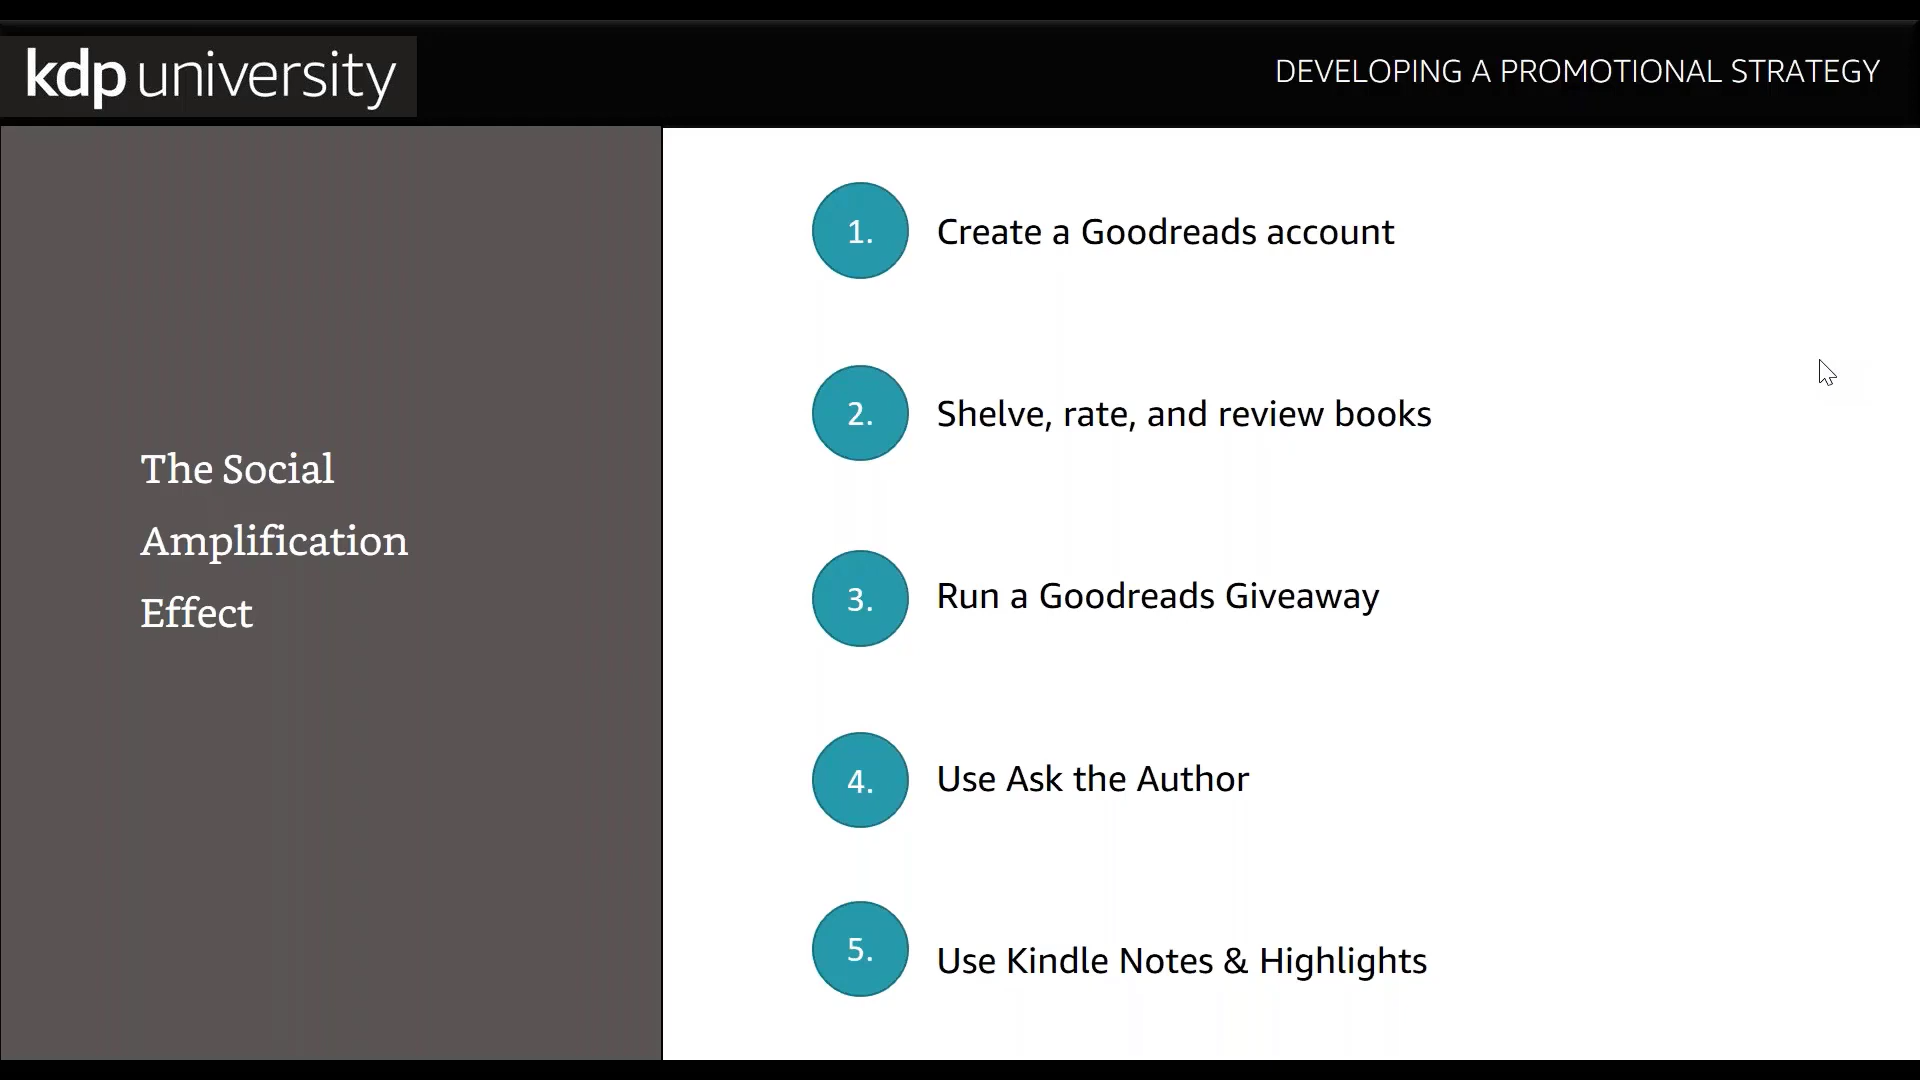 kdp university
DEVELOPING A PROMOTIONAL STRATEGY
The Social
Amplification
Effect
1. Create a Goodreads account
2. Shelve, rate, and review books
3. Run a Goodreads Giveaway
4. Use Ask the Author
5. Use Kindle Notes & Highlights